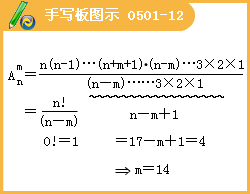 手写板图示 0501-12
A_n^m = n(n-1)…(n+m+1)·(n-m)…3×2×1 / (n-m)……3×2×1
= n! / (n-m) n-m+1
0!=1 =17-m+1=4
⇒ m=14